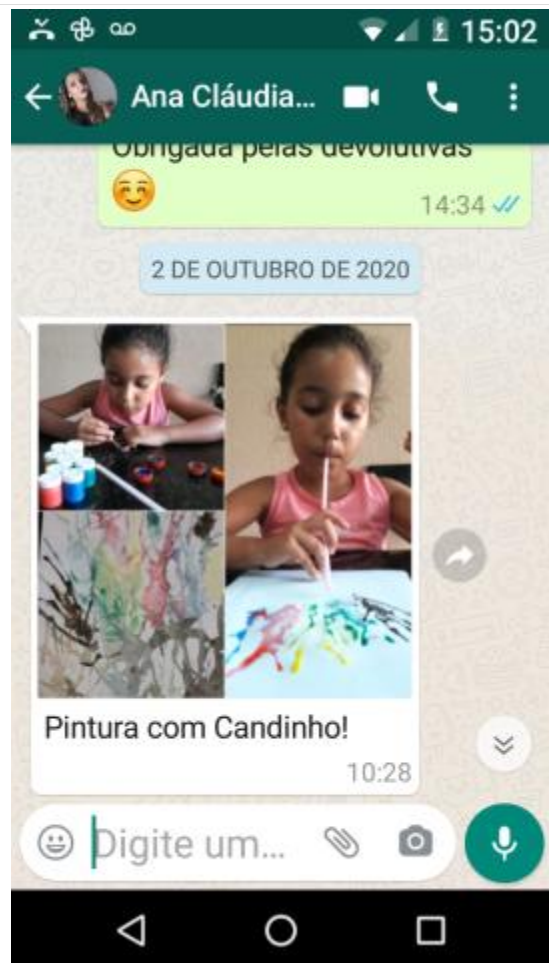 15:02
Ana Cláudia...
Obrigada pelas devolutivas
14:34
2 DE OUTUBRO DE 2020
Pintura com Candinho!
10:28
Digite um...